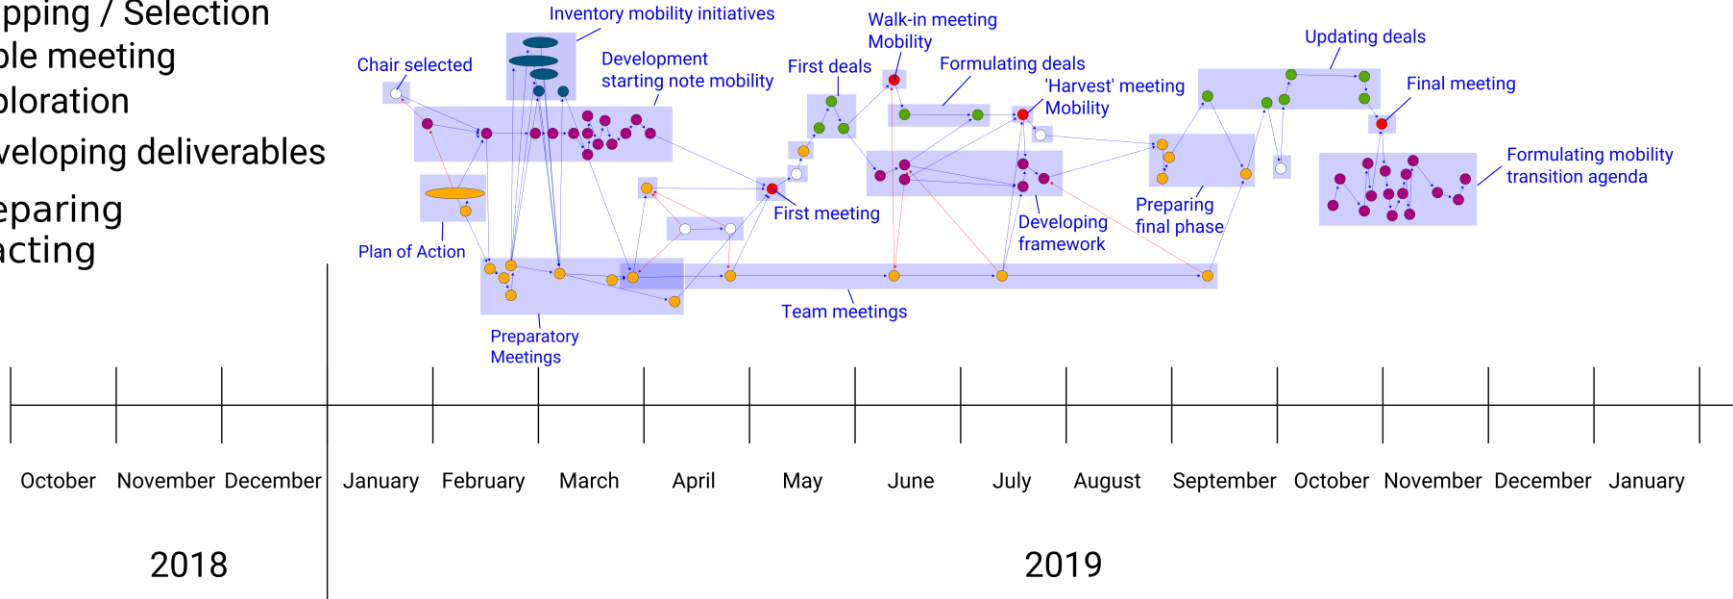 pping / Selection
ble meeting
ploration
veloping deliverables
eparing
acting
Inventory mobility initiatives
Chair selected
Development
starting note mobility
Plan of Action
Preparatory
Meetings
First deals
Walk-in meeting
Mobility
Formulating deals
'Harvest' meeting
Mobility
First meeting
Team meetings
Developing
framework
Preparing
final phase
Updating deals
Final meeting
Formulating mobility
transition agenda
October November December January February March April May June July August September October November December January
2018 2019